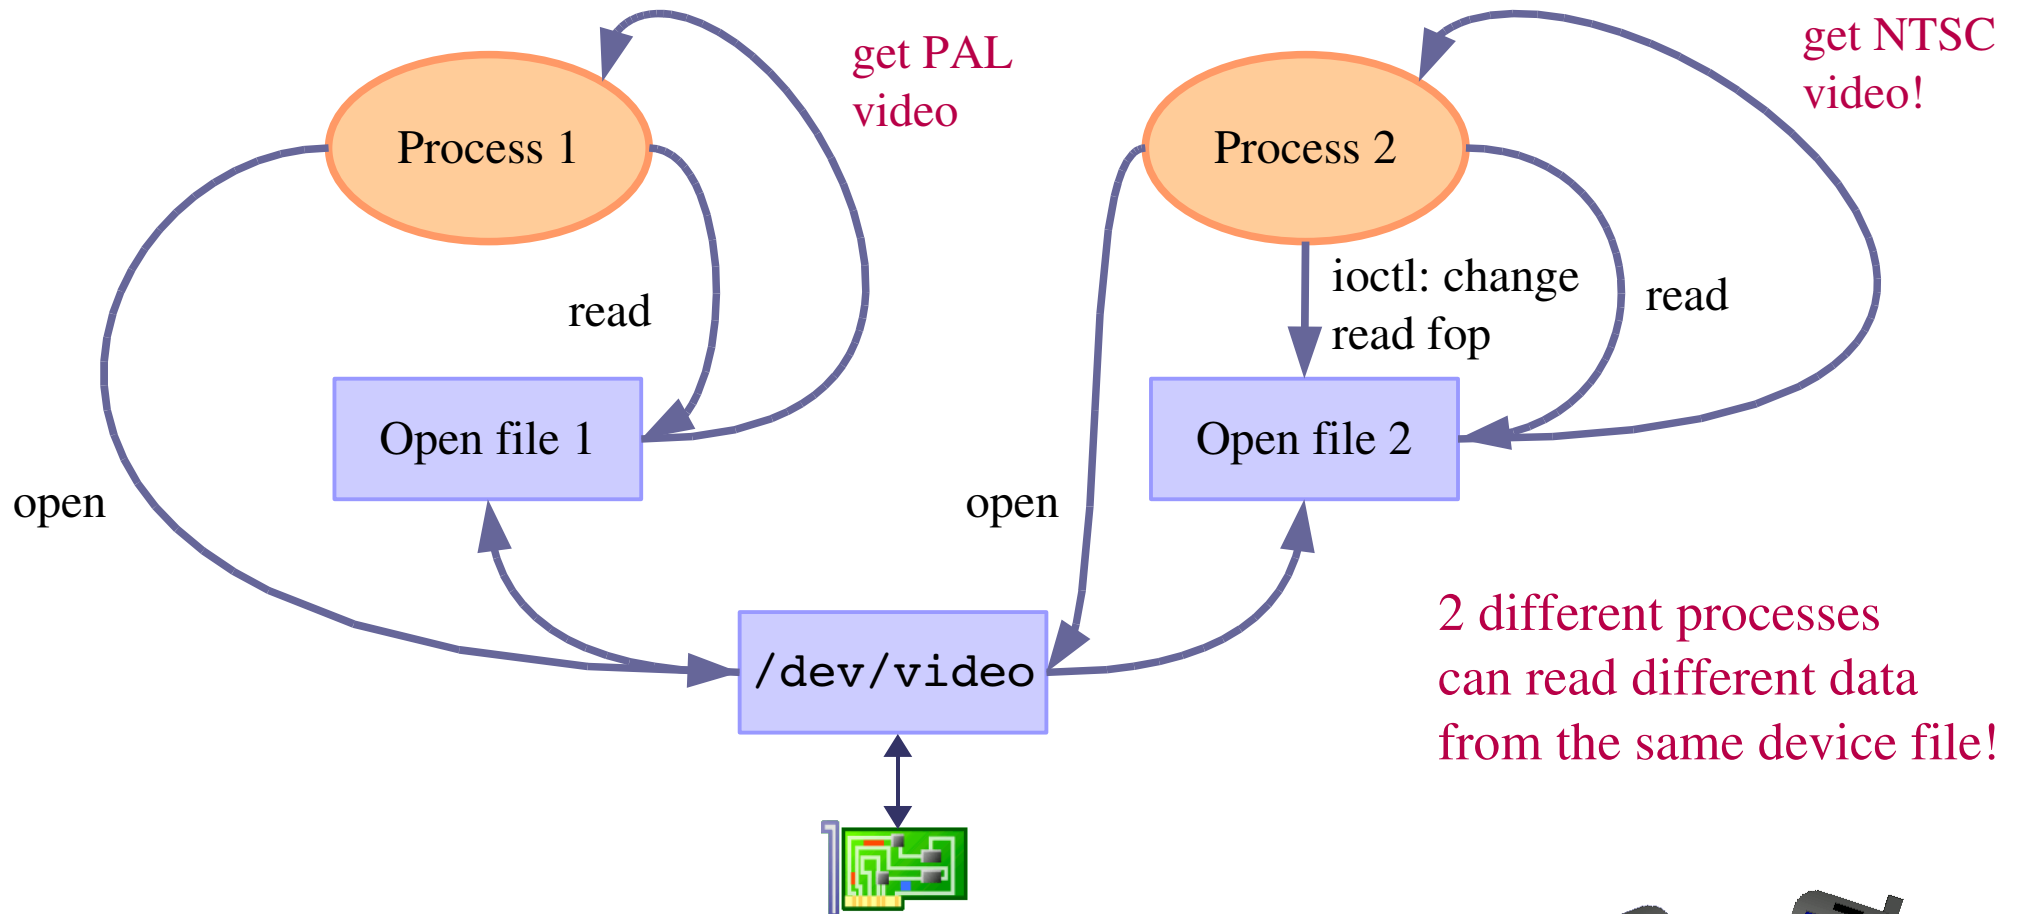 get PAL
video
get NTSC
video!
Process 1
Process 2
read
ioctl: change
read fop
read
Open file 1
Open file 2
open
open
/dev/video
2 different processes
can read different data
from the same device file!